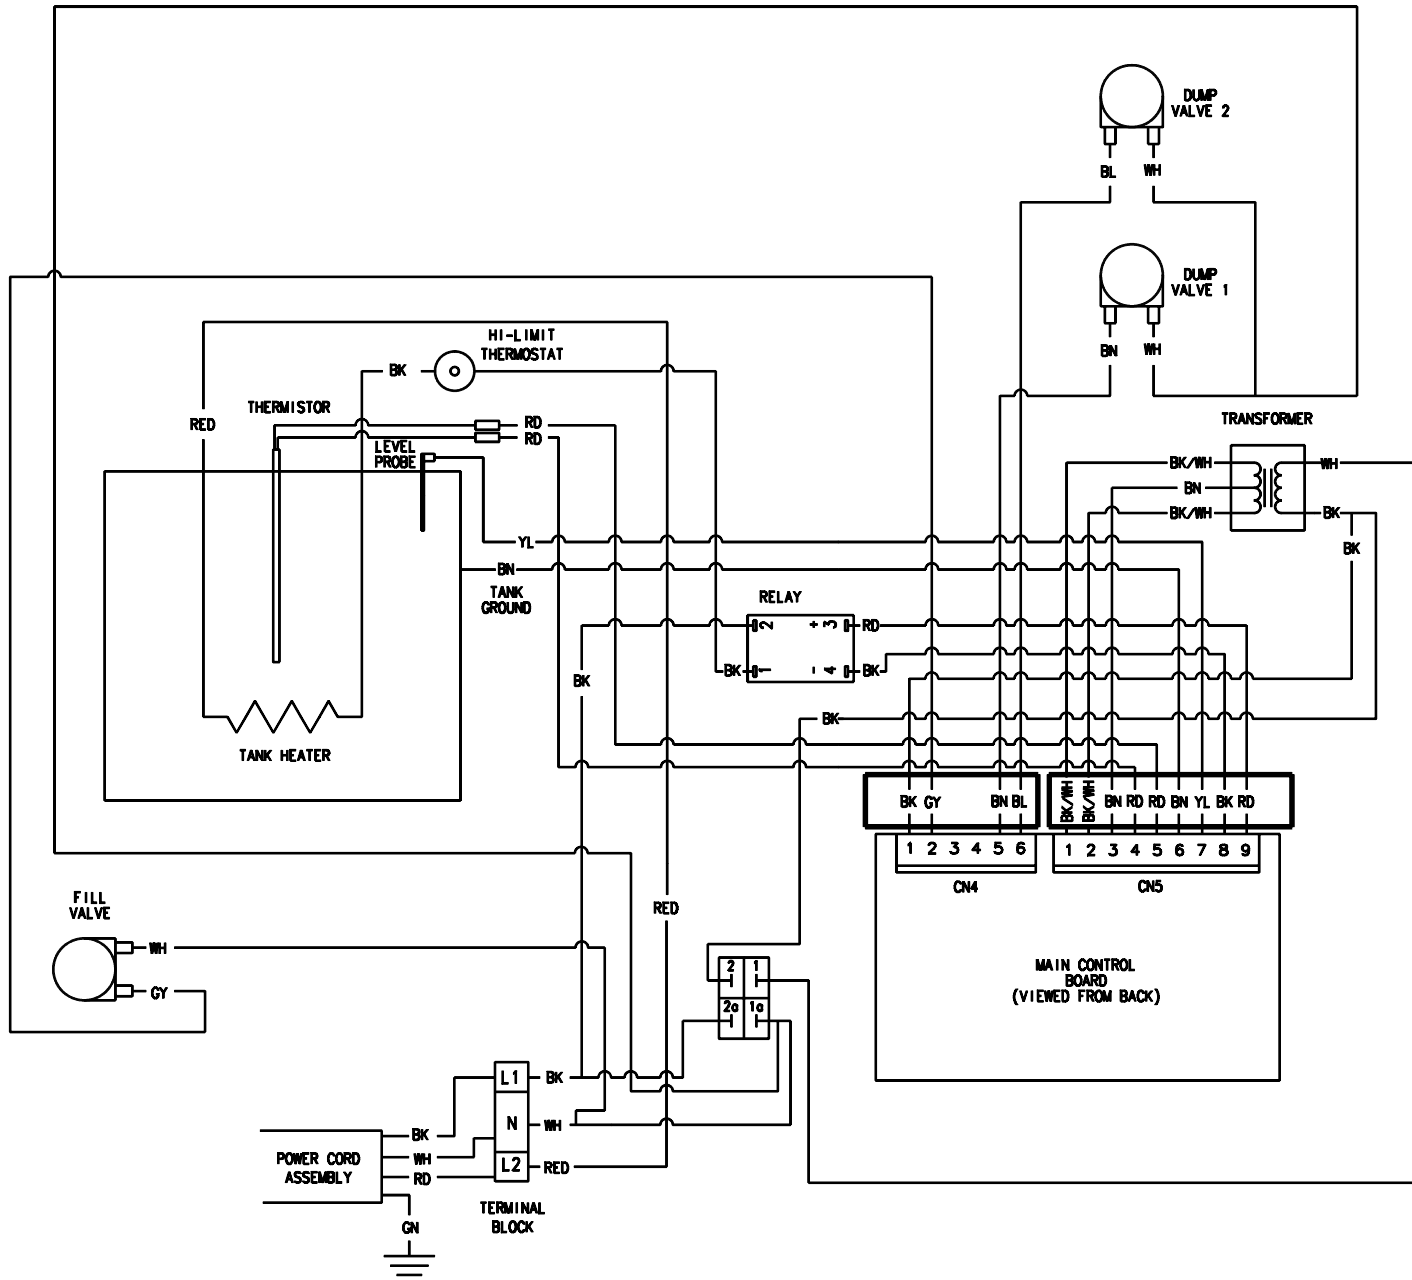 DUMP
VALVE 2
BL WH
DUMP
VALVE 1
BN WH
HI-LIMIT
THERMOSTAT
BK
THERMISTOR
RED
RD
RD
LEVEL
PROBE
TRANSFORMER
BK/WH WH
BN
BK/WH BK
BK
YL
BN
TANK
GROUND
RELAY
2 + 3 RD
BK 1 - 4 BK
BK
BK
TANK HEATER
BK GY BN BL BK/WH BK/WH BN RD RD BN YL BK RD
1 2 3 4 5 6 1 2 3 4 5 6 7 8 9
CN4 CN5
FILL
VALVE
WH
GY
RED
2 1
2a 1a
MAIN CONTROL
BOARD
(VIEWED FROM BACK)
L1 BK
N WH
L2 RED
BK
WH
RD
POWER CORD
ASSEMBLY
GN
TERMINAL
BLOCK